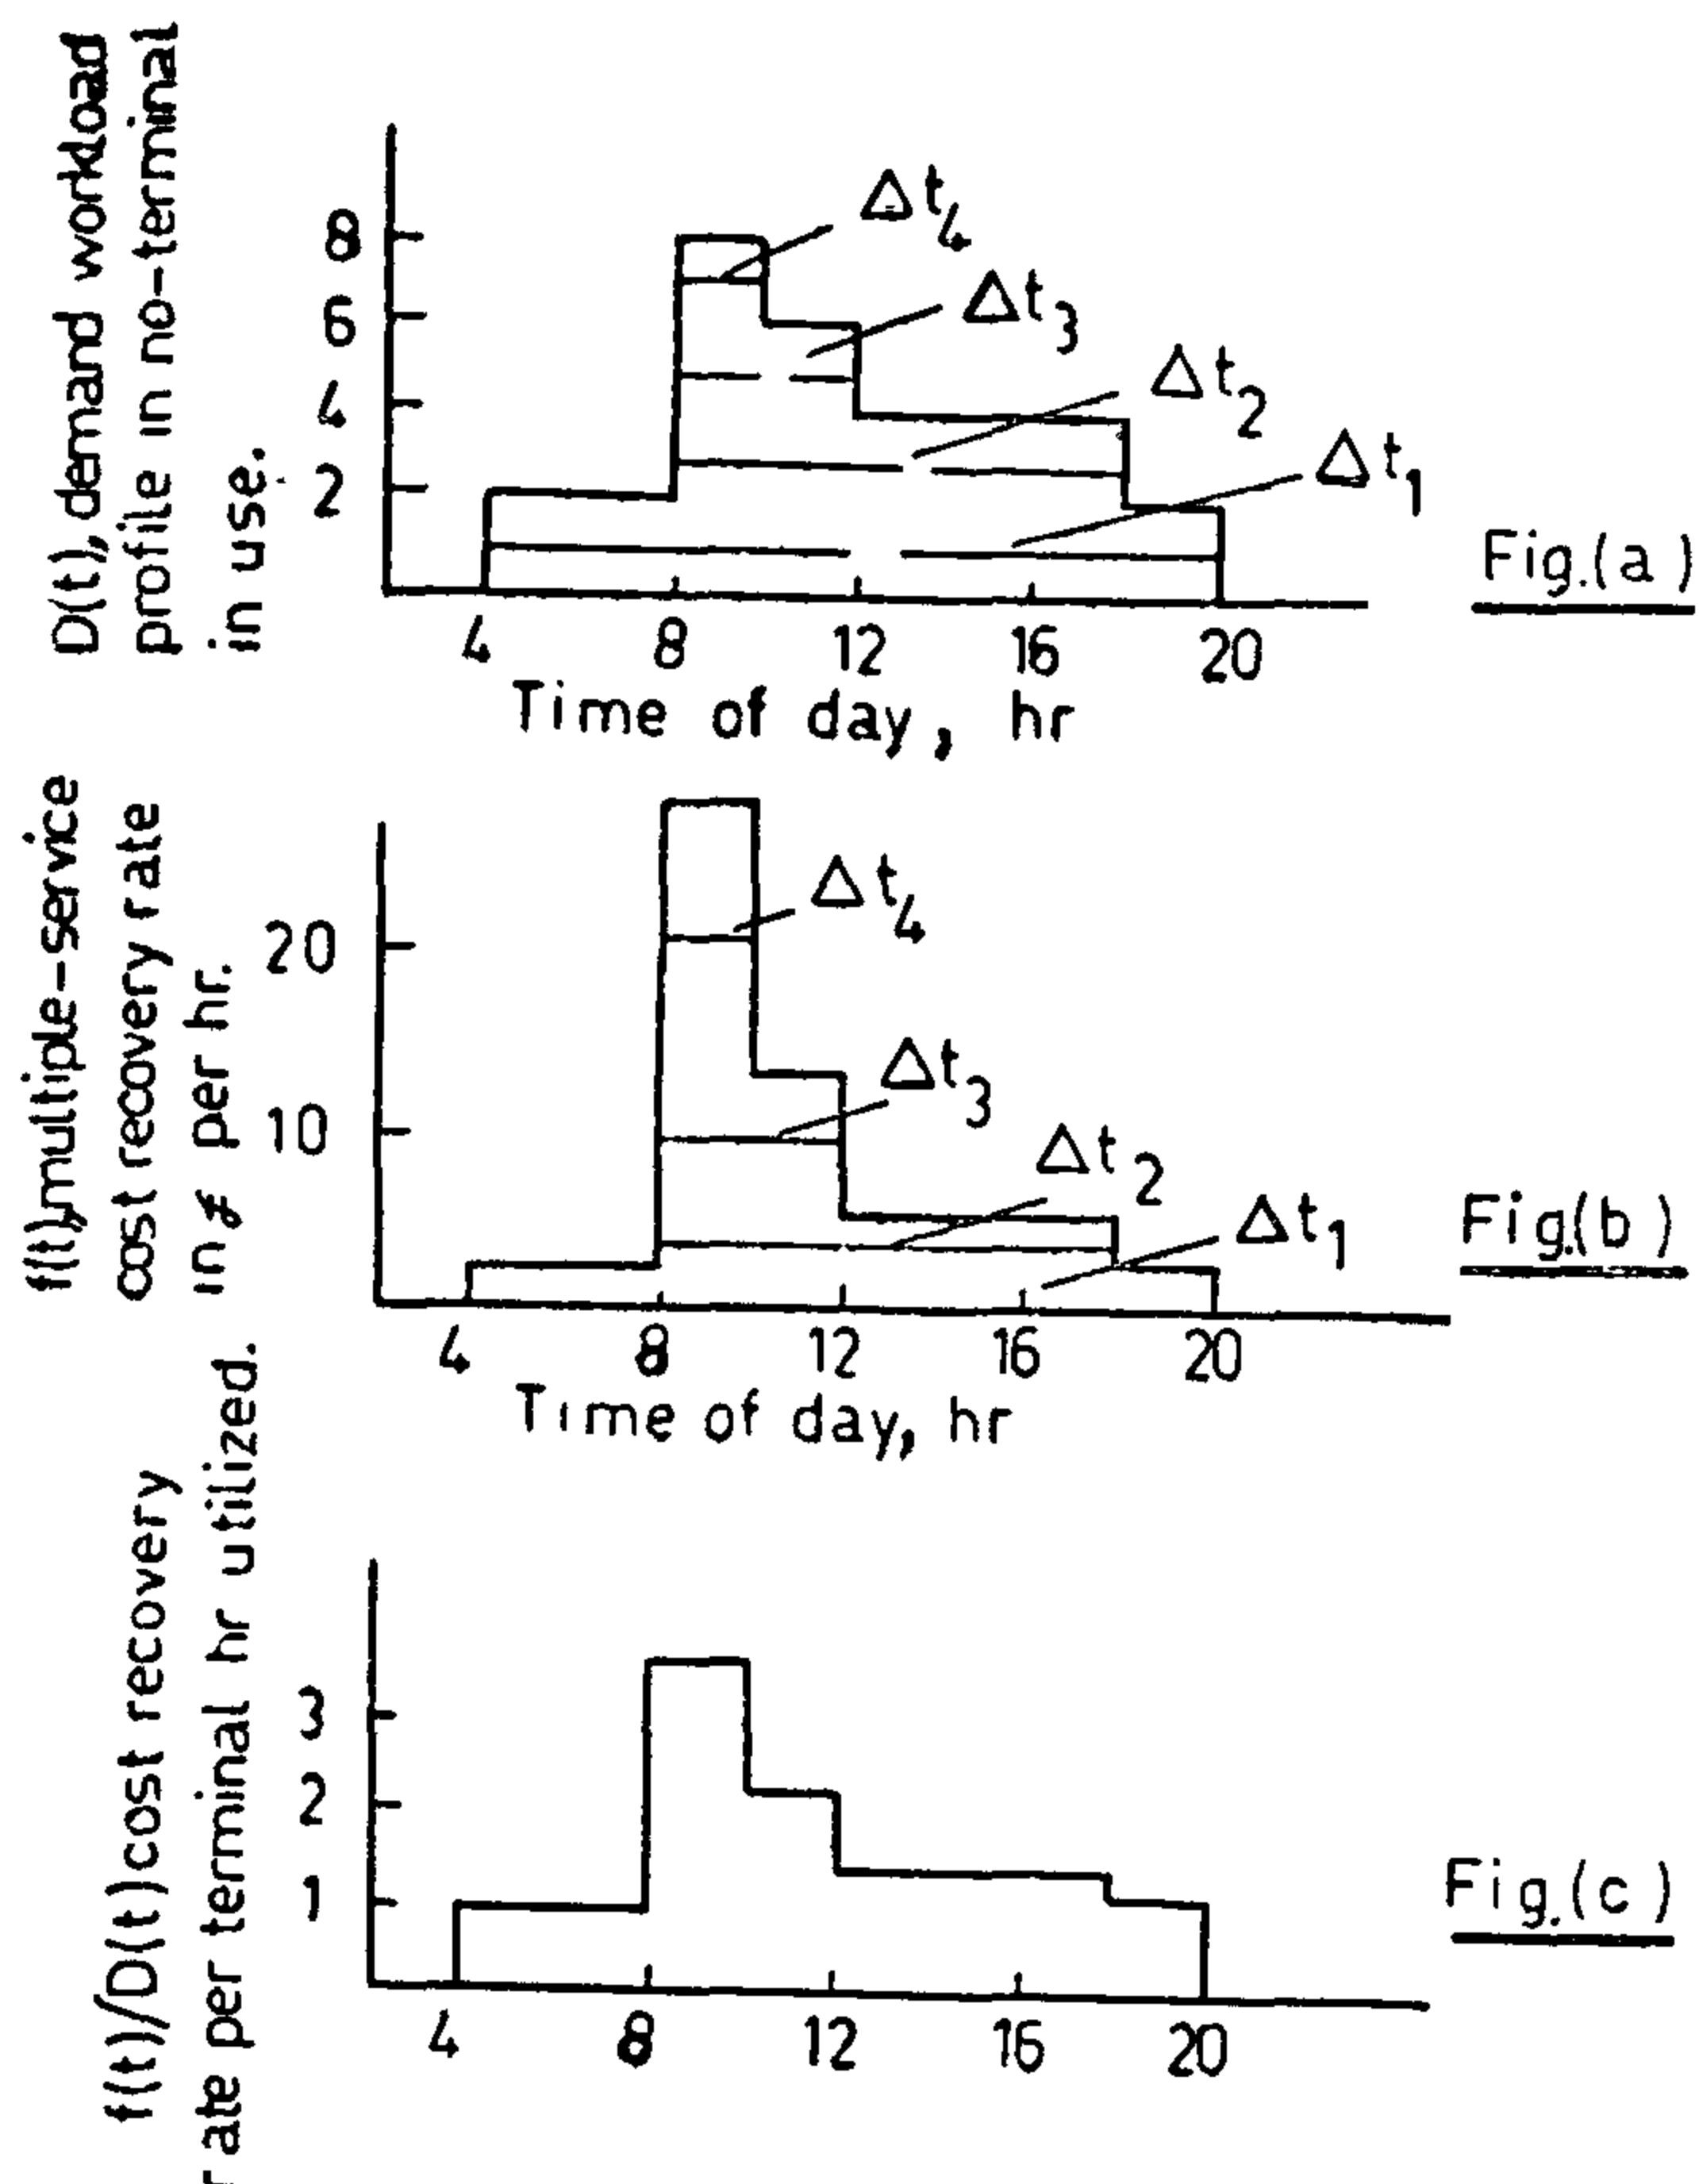 D(t), demand workload
profile in no-terminal
in use.
8
6
4
2
Δt4
Δt3
Δt2
Δt1
4 8 12 16 20
Time of day, hr
Fig.(a)
f(t),multiple-service
cost recovery rate
in £ per hr.
20
10
Δt4
Δt3
Δt2
Δt1
4 8 12 16 20
Time of day, hr
Fig.(b)
f(t)/D(t)cost recovery
rate per terminal hr utilized.
3
2
1
4 8 12 16 20
Fig.(c)